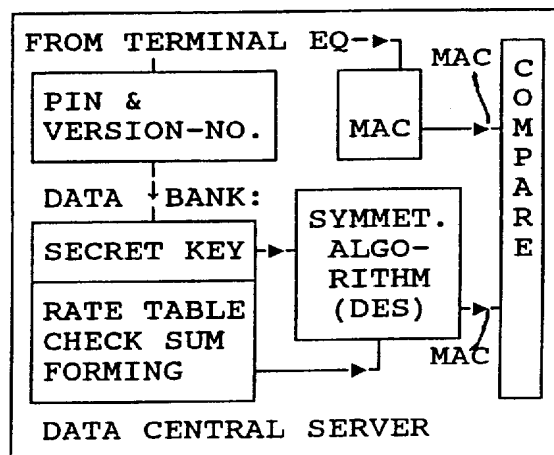 FROM TERMINAL EQ
PIN &
VERSION-NO.
MAC
MAC
COMPARE
DATA BANK:
SECRET KEY
SYMMET.
ALGO-
RITHM
(DES)
RATE TABLE
CHECK SUM
FORMING
MAC
DATA CENTRAL SERVER